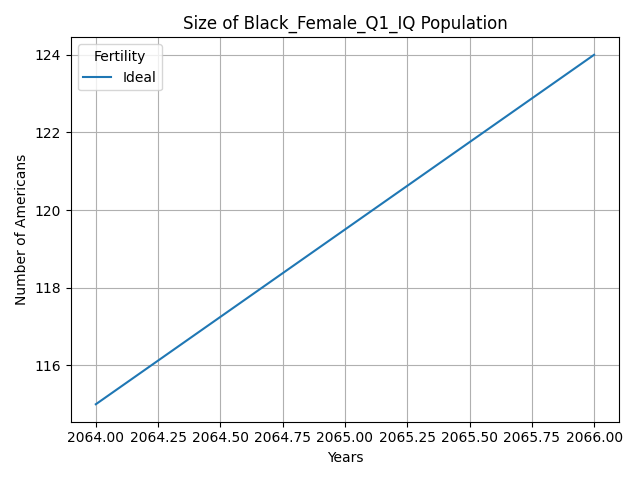 Size of Black_Female_Q1_IQ Population
Fertility
Ideal
Number of Americans
124
122
120
118
116
2064.00 2064.25 2064.50 2064.75 2065.00 2065.25 2065.50 2065.75 2066.00
Years